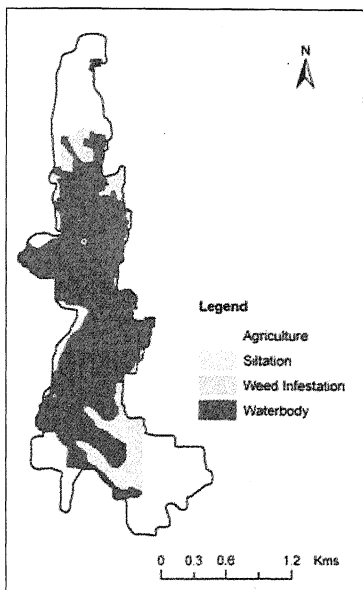 N
Legend
Agriculture
Siltation
Weed Infestation
Waterbody
0 0.3 0.6 1.2 Kms